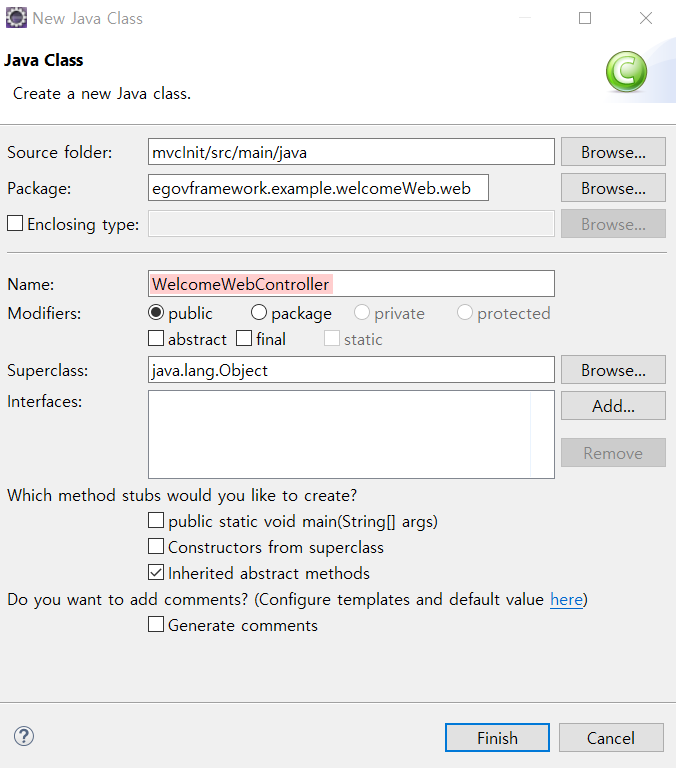 New Java Class
Java Class
Create a new Java class.
Source folder: mvcInit/src/main/java Browse...
Package: egovframework.example.welcomeWeb.web Browse...
Enclosing type: Browse...
Name: WelcomeWebController
Modifiers: public package private protected
abstract final static
Superclass: java.lang.Object Browse...
Interfaces: Add...
Remove
Which method stubs would you like to create?
public static void main(String[] args)
Constructors from superclass
Inherited abstract methods
Do you want to add comments? (Configure templates and default value here)
Generate comments
? Finish Cancel